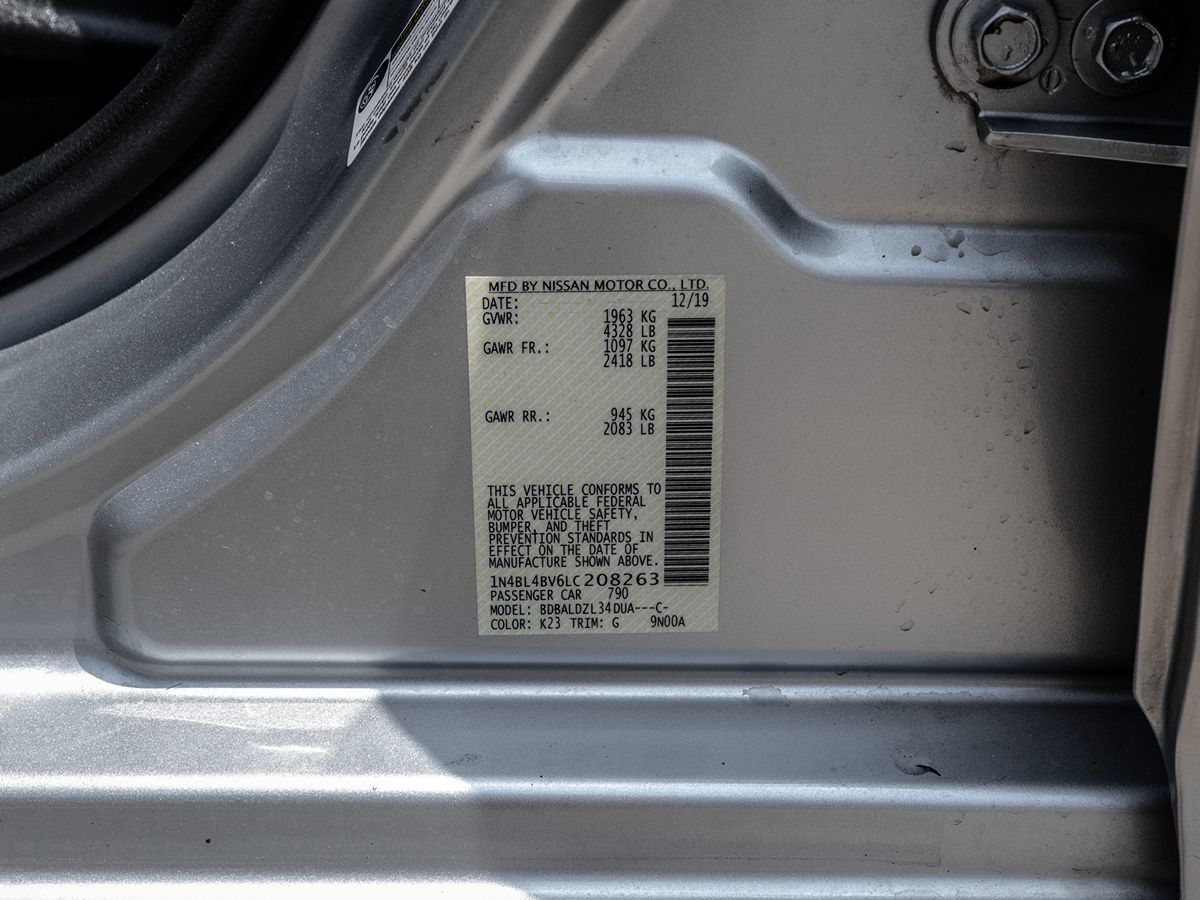 MFD BY NISSAN MOTOR CO., LTD.
DATE: 12/19
GVWR: 1963 KG
4328 LB
GAWR FR.: 1097 KG
2418 LB
GAWR RR.: 945 KG
2083 LB
THIS VEHICLE CONFORMS TO
ALL APPLICABLE FEDERAL
MOTOR VEHICLE SAFETY,
BUMPER, AND THEFT
PREVENTION STANDARDS IN
EFFECT ON THE DATE OF
MANUFACTURE SHOWN ABOVE.
1N4BL4BV6LC208263
PASSENGER CAR 790
MODEL: BDBALDZL34DUA---C-
COLOR: K23 TRIM: G 9N00A